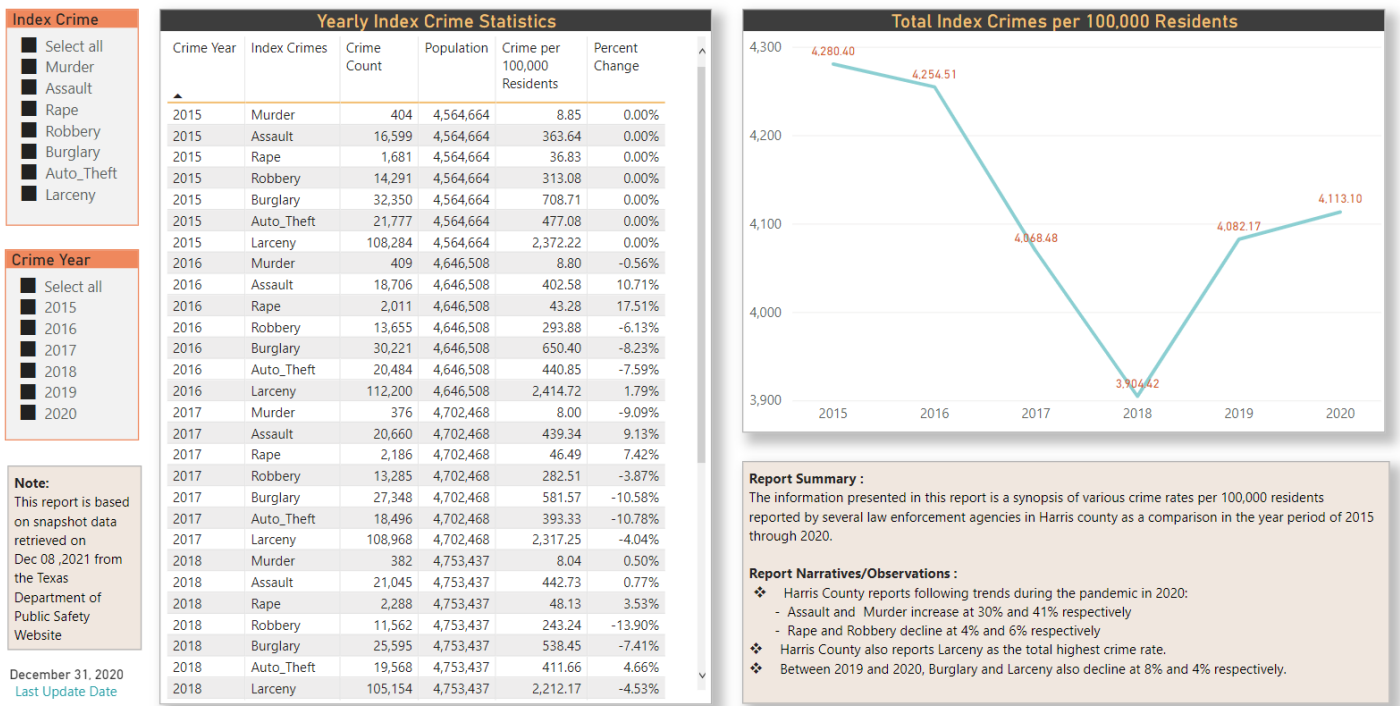 Index Crime
Select all
Murder
Assault
Rape
Robbery
Burglary
Auto_Theft
Larceny
Crime Year
Select all
2015
2016
2017
2018
2019
2020
Note:
This report is based
on snapshot data
retrieved on
Dec 08 ,2021 from
the Texas
Department of
Public Safety
Website
December 31, 2020
Last Update Date
Yearly Index Crime Statistics
Crime Year Index Crimes Crime Count Population Crime per 100,000 Residents Percent Change
2015 Murder 404 4,564,664 8.85 0.00%
2015 Assault 16,599 4,564,664 363.64 0.00%
2015 Rape 1,681 4,564,664 36.83 0.00%
2015 Robbery 14,291 4,564,664 313.08 0.00%
2015 Burglary 32,350 4,564,664 708.71 0.00%
2015 Auto_Theft 21,777 4,564,664 477.08 0.00%
2015 Larceny 108,284 4,564,664 2,372.22 0.00%
2016 Murder 409 4,646,508 8.80 -0.56%
2016 Assault 18,706 4,646,508 402.58 10.71%
2016 Rape 2,011 4,646,508 43.28 17.51%
2016 Robbery 13,655 4,646,508 293.88 -6.13%
2016 Burglary 30,221 4,646,508 650.40 -8.23%
2016 Auto_Theft 20,484 4,646,508 440.85 -7.59%
2016 Larceny 112,200 4,646,508 2,414.72 1.79%
2017 Murder 376 4,702,468 8.00 -9.09%
2017 Assault 20,660 4,702,468 439.34 9.13%
2017 Rape 2,186 4,702,468 46.49 7.42%
2017 Robbery 13,285 4,702,468 282.51 -3.87%
2017 Burglary 27,348 4,702,468 581.57 -10.58%
2017 Auto_Theft 18,496 4,702,468 393.33 -10.78%
2017 Larceny 108,968 4,702,468 2,317.25 -4.04%
2018 Murder 382 4,753,437 8.04 0.50%
2018 Assault 21,045 4,753,437 442.73 0.77%
2018 Rape 2,288 4,753,437 48.13 3.53%
2018 Robbery 11,562 4,753,437 243.24 -13.90%
2018 Burglary 25,595 4,753,437 538.45 -7.41%
2018 Auto_Theft 19,568 4,753,437 411.66 4.66%
2018 Larceny 105,154 4,753,437 2,212.17 -4.53%
Total Index Crimes per 100,000 Residents
4,300
4,200
4,100
4,000
3,900
4,280.40
4,254.51
4,068.48
3,904.42
4,082.17
4,113.10
2015 2016 2017 2018 2019 2020
Report Summary :
The information presented in this report is a synopsis of various crime rates per 100,000 residents
reported by several law enforcement agencies in Harris county as a comparison in the year period of 2015
through 2020.
Report Narratives/Observations :
❖ Harris County reports following trends during the pandemic in 2020:
- Assault and Murder increase at 30% and 41% respectively
- Rape and Robbery decline at 4% and 6% respectively
❖ Harris County also reports Larceny as the total highest crime rate.
❖ Between 2019 and 2020, Burglary and Larceny also decline at 8% and 4% respectively.